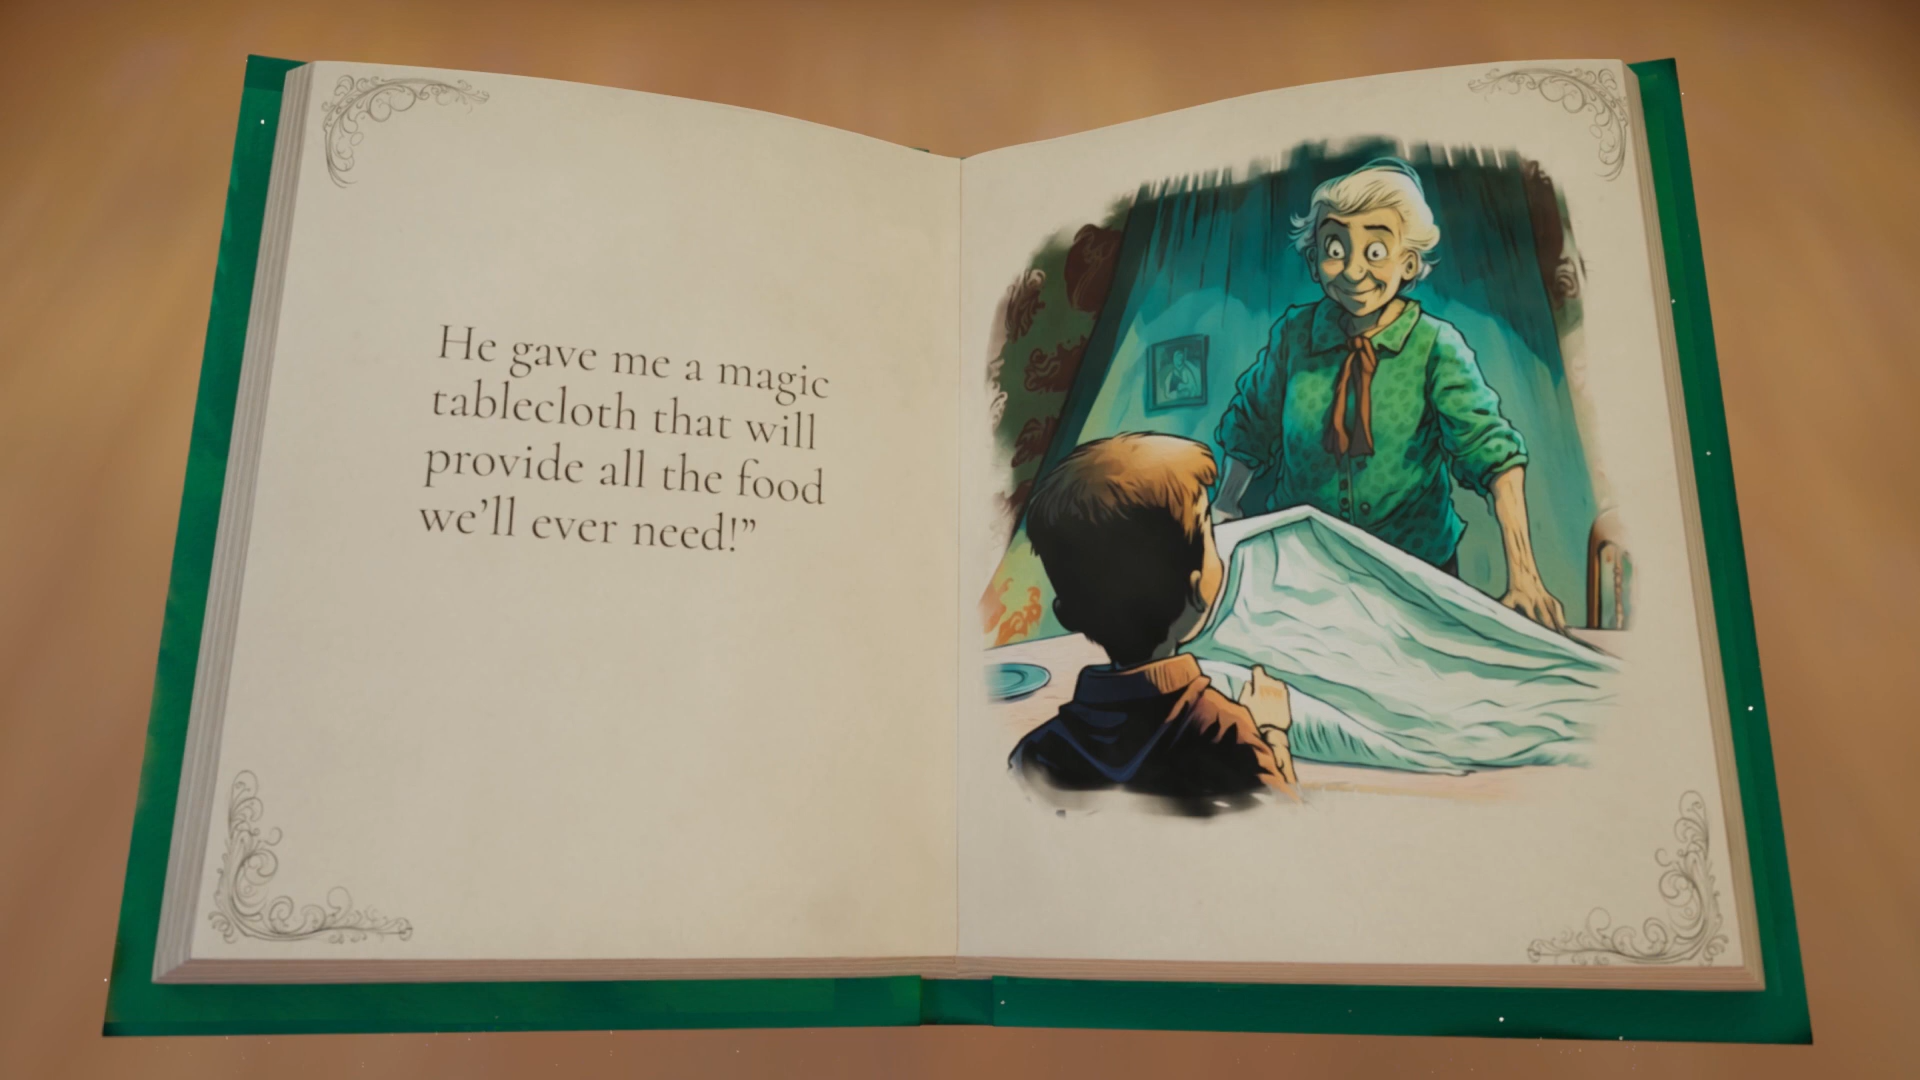 He gave me a magic
tablecloth that will
provide all the food
we’ll ever need!”